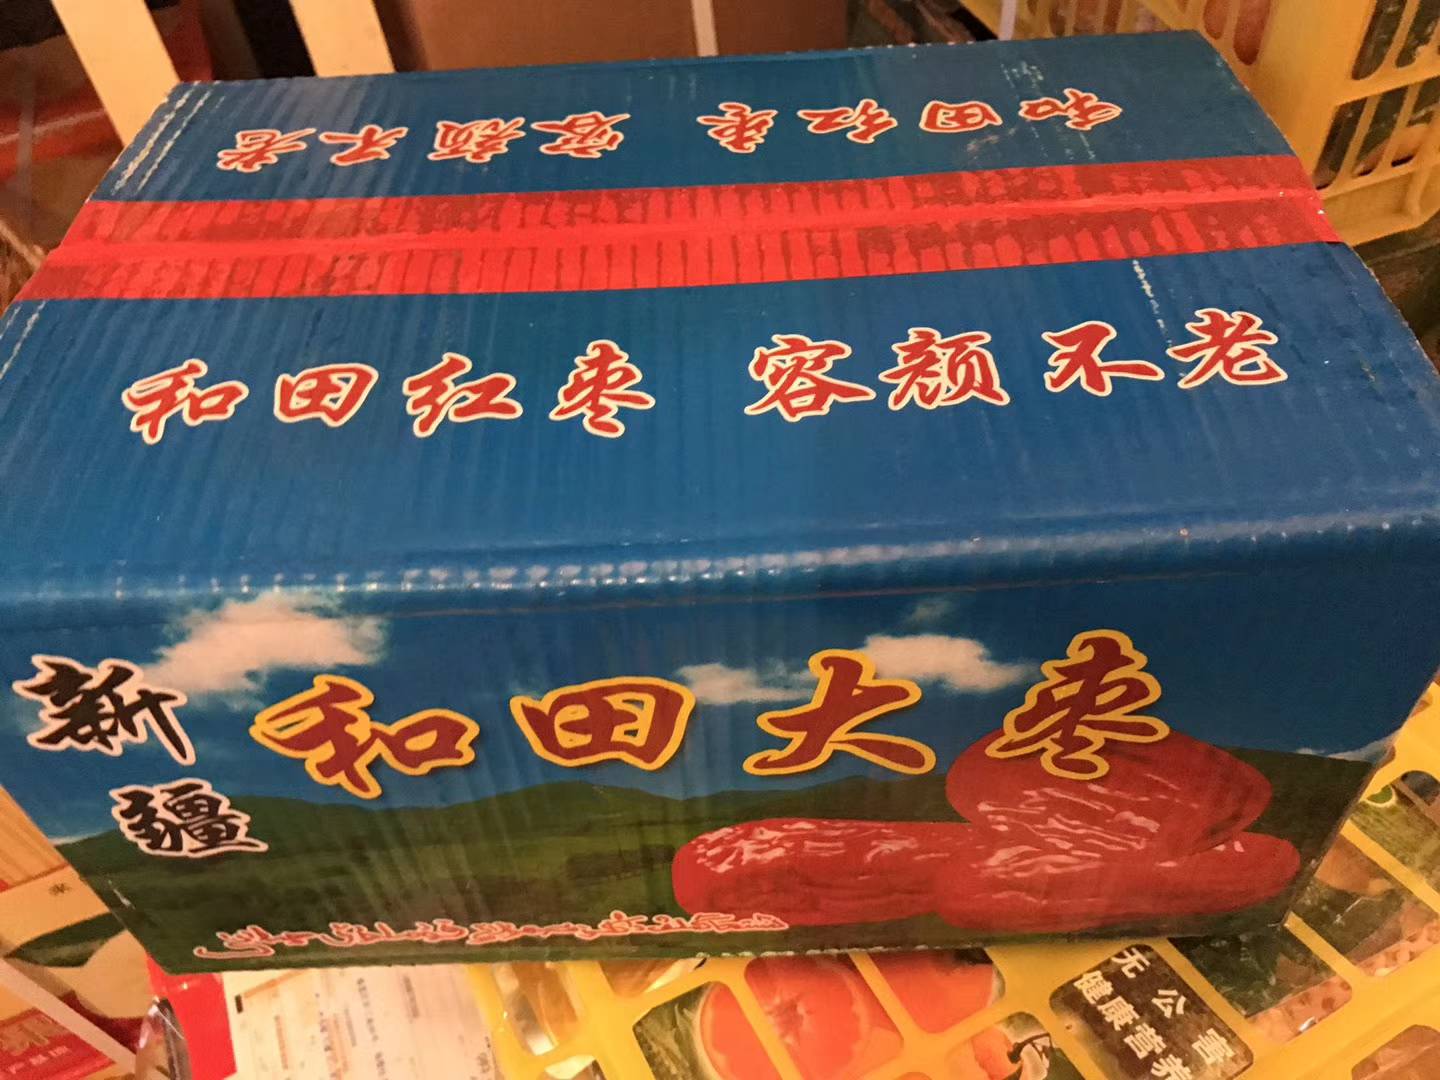 和田红枣 容颜不老
和田红枣 容颜不老
新疆
和田大枣
无公害
健康营养